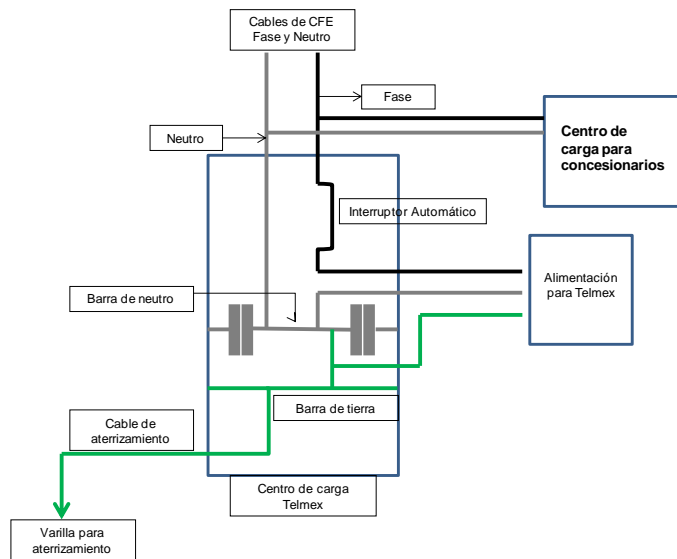 Cables de CFE
Fase y Neutro
Fase
Neutro
Centro de
carga para
concesionarios
Interruptor Automático
Alimentación
para Telmex
Barra de neutro
Barra de tierra
Cable de
aterrizamiento
Centro de carga
Telmex
Varilla para
aterrizamiento